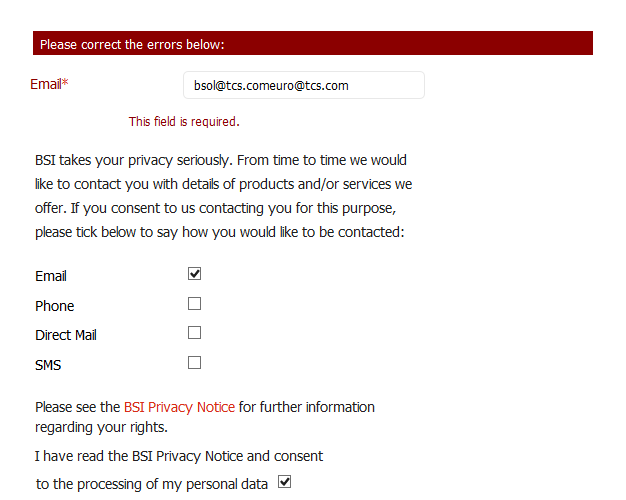 Please correct the errors below:
Email* bsol@tcs.comeuro@tcs.com
This field is required.
BSI takes your privacy seriously. From time to time we would
like to contact you with details of products and/or services we
offer. If you consent to us contacting you for this purpose,
please tick below to say how you would like to be contacted:
Email
Phone
Direct Mail
SMS
Please see the BSI Privacy Notice for further information
regarding your rights.
I have read the BSI Privacy Notice and consent
to the processing of my personal data